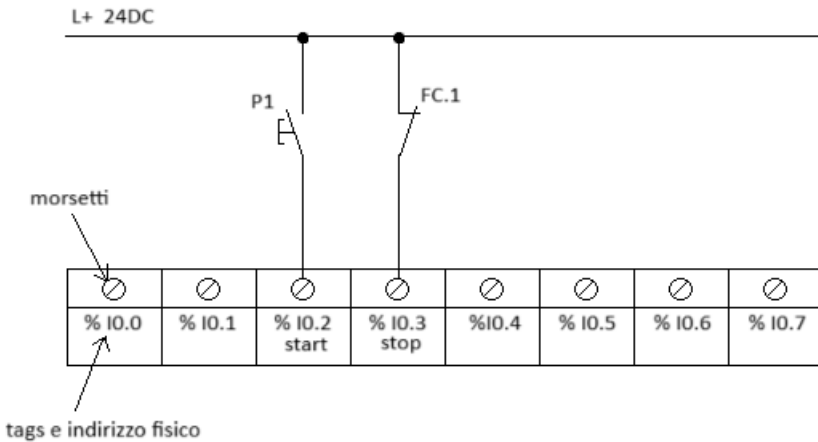 L+ 24DC
P1
FC.1
morsetti
% I0.0
% I0.1
% I0.2
start
% I0.3
stop
%I0.4
% I0.5
% I0.6
% I0.7
tags e indirizzo fisico